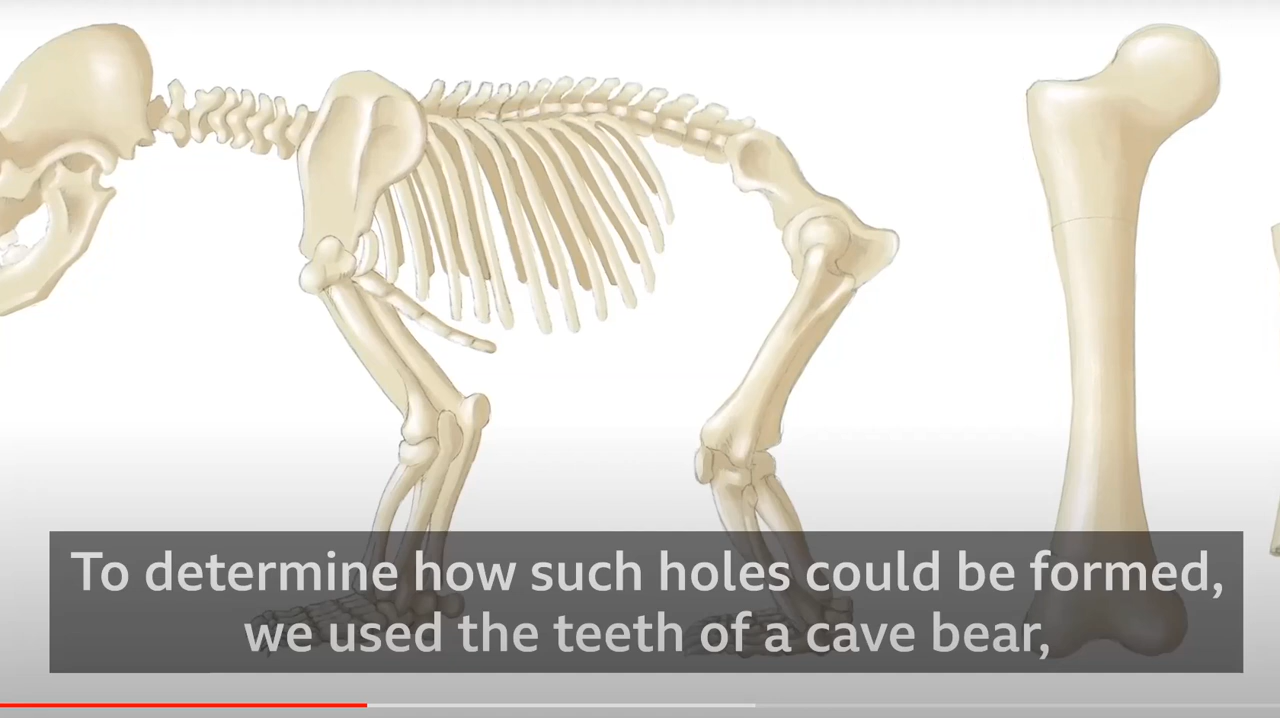 To determine how such holes could be formed,
we used the teeth of a cave bear,